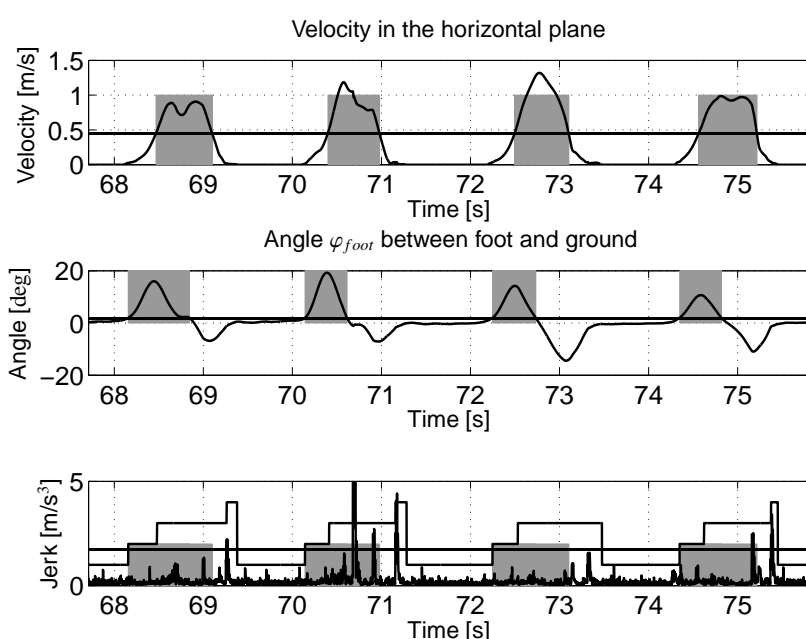 Velocity in the horizontal plane
Velocity [m/s]
1.5
1
0.5
0
68 69 70 71 72 73 74 75
Time [s]
Angle φfoot between foot and ground
Angle [deg]
20
0
−20
68 69 70 71 72 73 74 75
Time [s]
Jerk [m/s³]
5
0
68 69 70 71 72 73 74 75
Time [s]